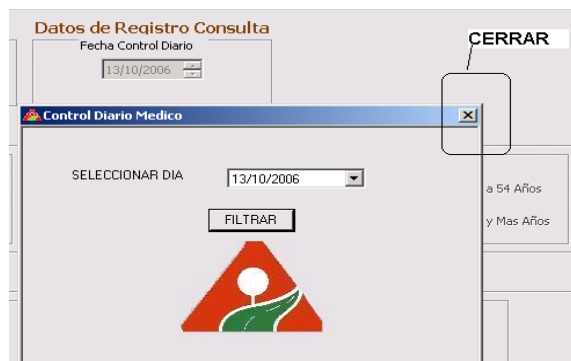 Datos de Registro Consulta
Fecha Control Diario
13/10/2006
CERRAR
Control Diario Medico
SELECCIONAR DIA
13/10/2006
FILTRAR
a 54 Años
y Mas Años